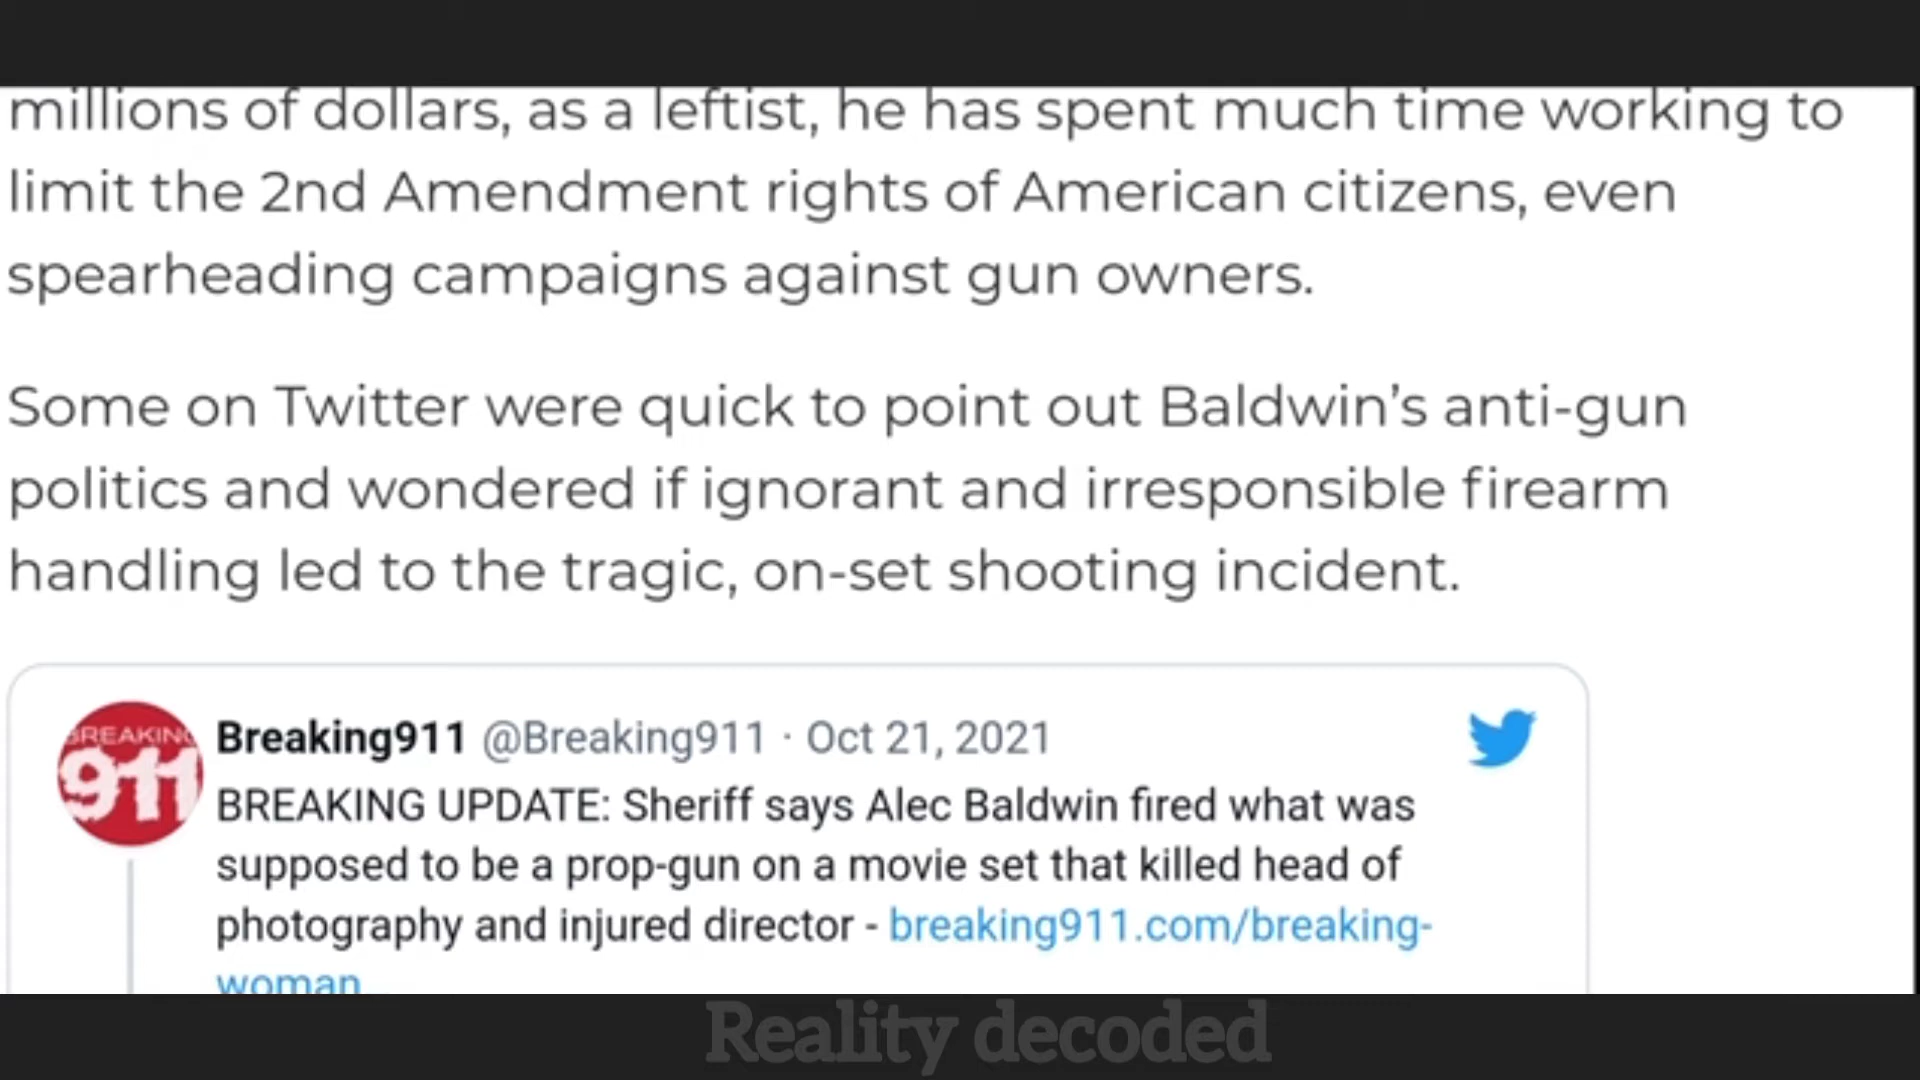 millions of dollars, as a leftist, he has spent much time working to
limit the 2nd Amendment rights of American citizens, even
spearheading campaigns against gun owners.
Some on Twitter were quick to point out Baldwin’s anti-gun
politics and wondered if ignorant and irresponsible firearm
handling led to the tragic, on-set shooting incident.
BREAKING
911
Breaking911 @Breaking911 · Oct 21, 2021
BREAKING UPDATE: Sheriff says Alec Baldwin fired what was
supposed to be a prop-gun on a movie set that killed head of
photography and injured director - breaking911.com/breaking-
woman
Reality decoded